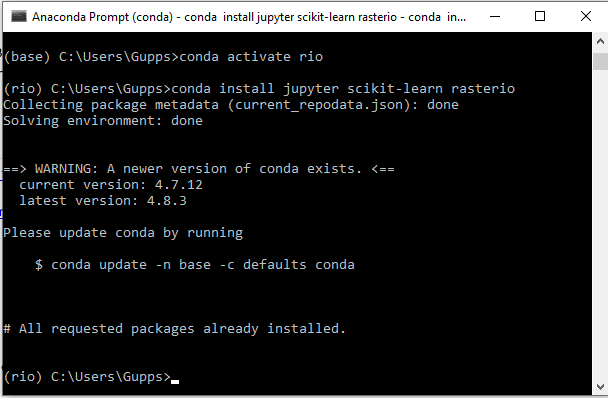 Anaconda Prompt (conda) - conda install jupyter scikit-learn rasterio - conda in...
(base) C:\Users\Gupps>conda activate rio
(rio) C:\Users\Gupps>conda install jupyter scikit-learn rasterio
Collecting package metadata (current_repodata.json): done
Solving environment: done
==> WARNING: A newer version of conda exists. <==
  current version: 4.7.12
  latest version: 4.8.3
Please update conda by running
    $ conda update -n base -c defaults conda
# All requested packages already installed.
(rio) C:\Users\Gupps>